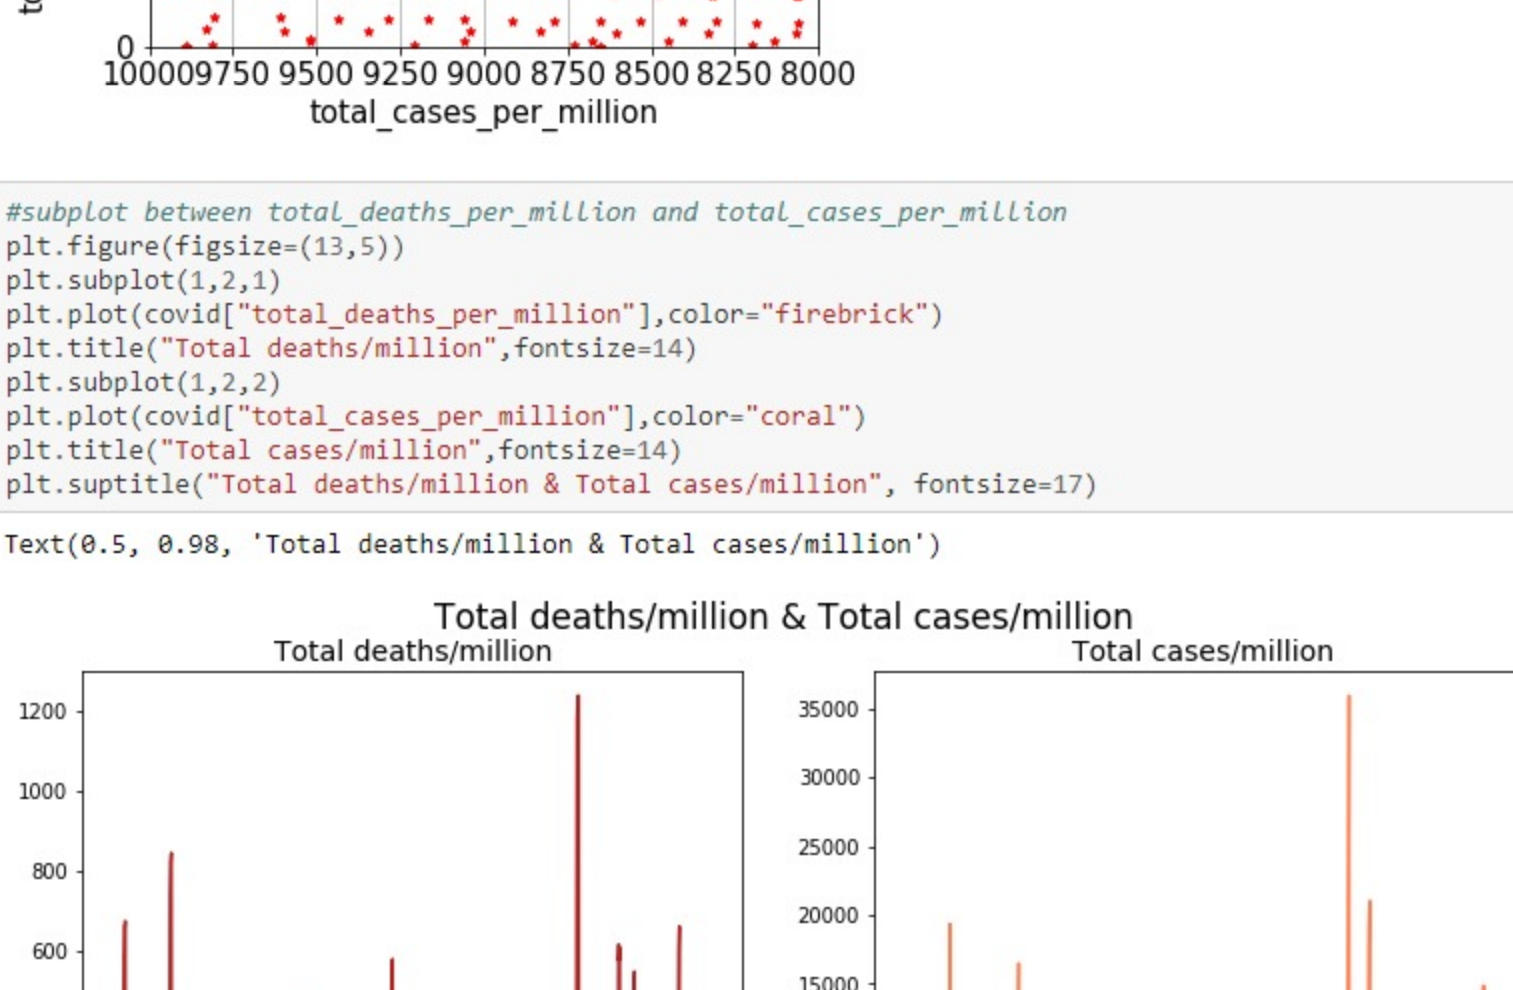 0
10000 9750 9500 9250 9000 8750 8500 8250 8000
total_cases_per_million
#subplot between total_deaths_per_million and total_cases_per_million
plt.figure(figsize=(13,5))
plt.subplot(1,2,1)
plt.plot(covid["total_deaths_per_million"],color="firebrick")
plt.title("Total deaths/million",fontsize=14)
plt.subplot(1,2,2)
plt.plot(covid["total_cases_per_million"],color="coral")
plt.title("Total cases/million",fontsize=14)
plt.suptitle("Total deaths/million & Total cases/million", fontsize=17)
Text(0.5, 0.98, 'Total deaths/million & Total cases/million')
Total deaths/million & Total cases/million
Total deaths/million
1200
1000
800
600
Total cases/million
35000
30000
25000
20000
15000